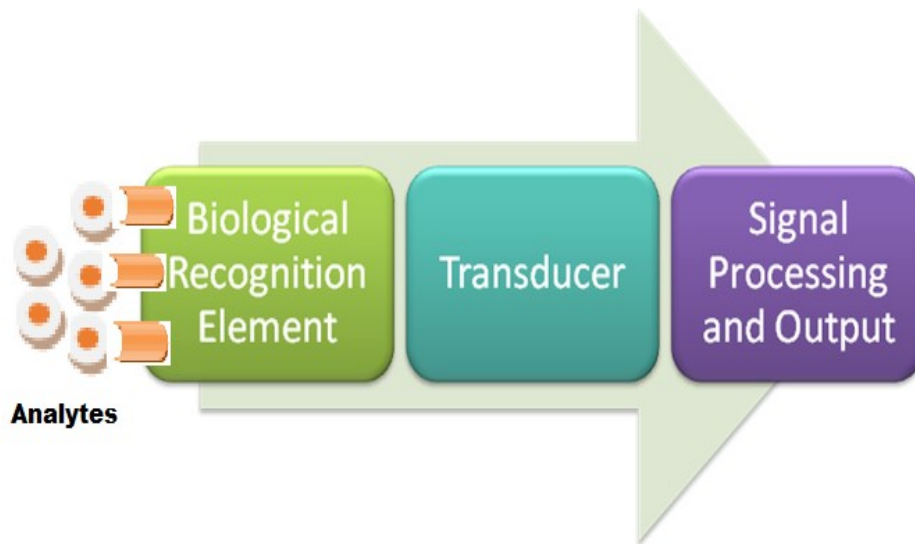 Biological
Recognition
Element
Transducer
Signal
Processing
and Output
Analytes